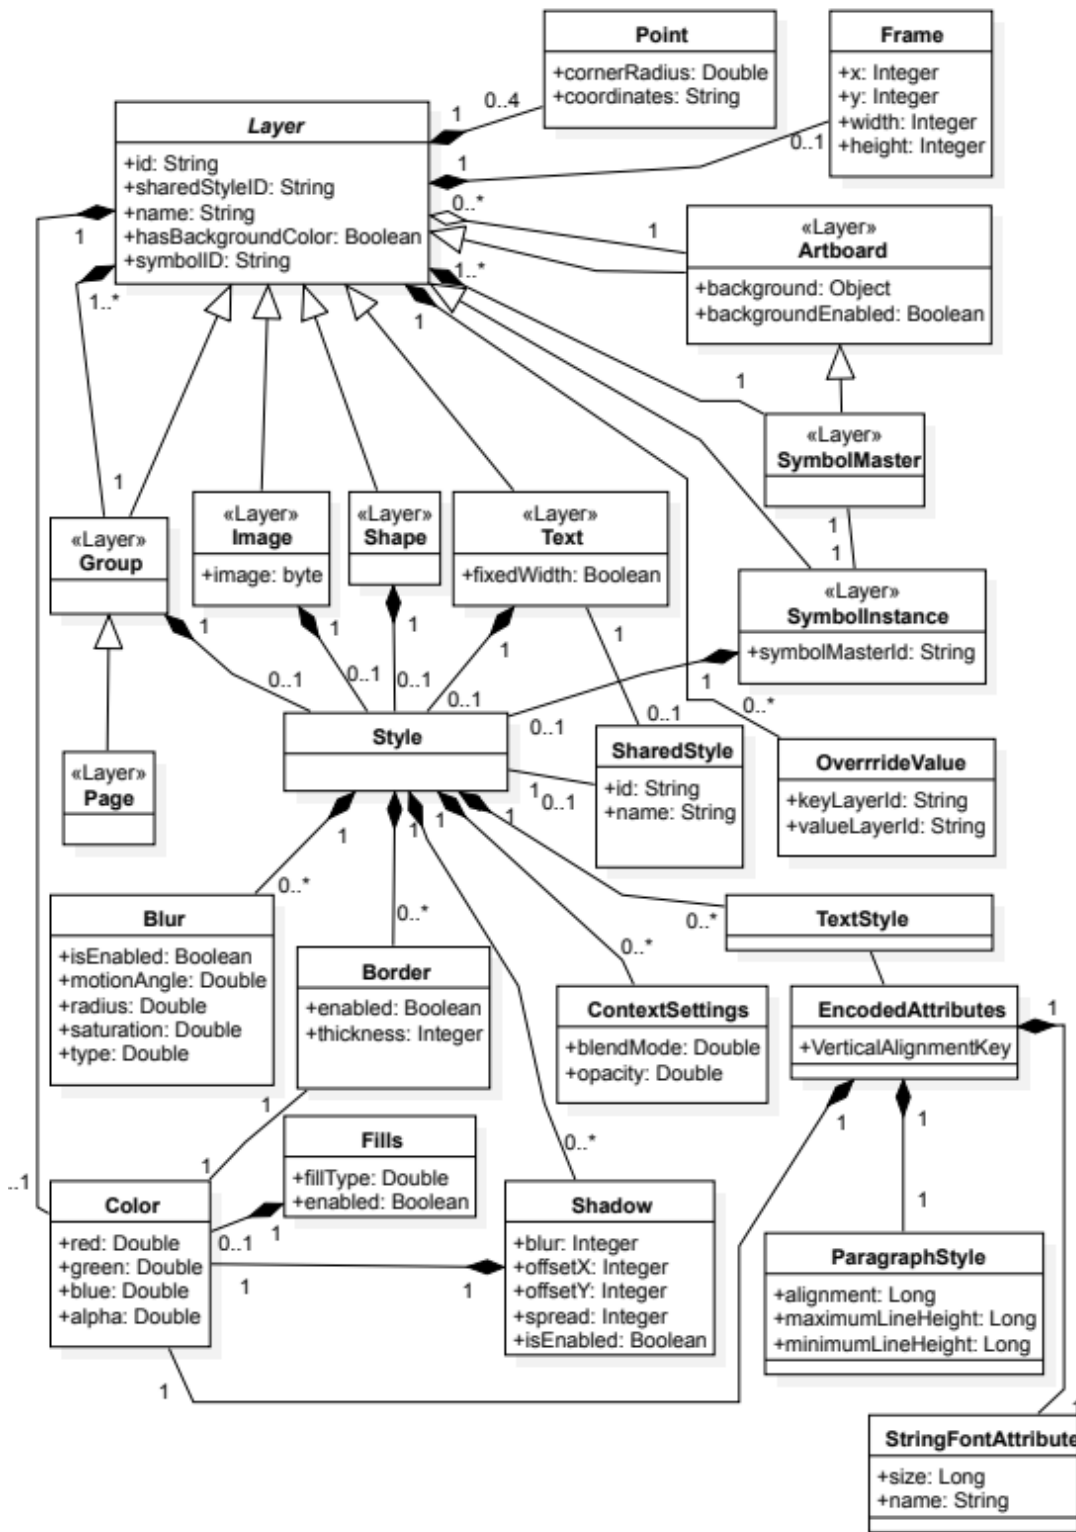 Point
+cornerRadius: Double
+coordinates: String
Frame
+x: Integer
+y: Integer
+width: Integer
+height: Integer
1
0..4
1
0..1
Layer
+id: String
+sharedStyleID: String
+name: String
+hasBackgroundColor: Boolean
+symbolID: String
1
1..*
0..*
1
1..*
1
«Layer»
Artboard
+background: Object
+backgroundEnabled: Boolean
1
«Layer»
SymbolMaster
1
1
1
«Layer»
Group
«Layer»
Image
+image: byte
«Layer»
Shape
«Layer»
Text
+fixedWidth: Boolean
«Layer»
SymbolInstance
+symbolMasterId: String
1
1
1
1
1
1
0..1
0..1
0..1
0..1
0..1
0..1
0..*
«Layer»
Page
Style
SharedStyle
+id: String
+name: String
1
0..1
OverrrideValue
+keyLayerId: String
+valueLayerId: String
1
1
1
1
1
0..*
0..*
0..*
0..*
0..*
Blur
+isEnabled: Boolean
+motionAngle: Double
+radius: Double
+saturation: Double
+type: Double
Border
+enabled: Boolean
+thickness: Integer
ContextSettings
+blendMode: Double
+opacity: Double
TextStyle
EncodedAttributes
+VerticalAlignmentKey
1
1
1
1
1
Fills
+fillType: Double
+enabled: Boolean
..1
Color
+red: Double
+green: Double
+blue: Double
+alpha: Double
0..1
1
1
1
1
Shadow
+blur: Integer
+offsetX: Integer
+offsetY: Integer
+spread: Integer
+isEnabled: Boolean
1
ParagraphStyle
+alignment: Long
+maximumLineHeight: Long
+minimumLineHeight: Long
StringFontAttribute
+size: Long
+name: String